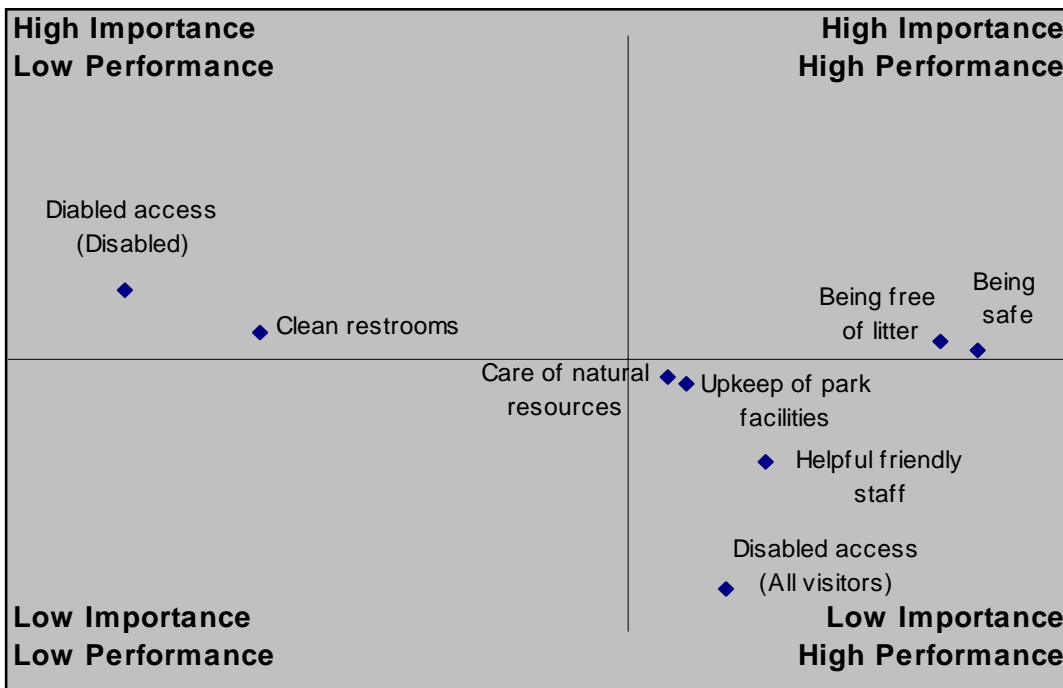 High Importance
Low Performance
High Importance
High Performance
Diabled access
(Disabled)
Clean restrooms
Being free
of litter
Being
safe
Care of natural
resources
Upkeep of park
facilities
Helpful friendly
staff
Disabled access
(All visitors)
Low Importance
Low Performance
Low Importance
High Performance